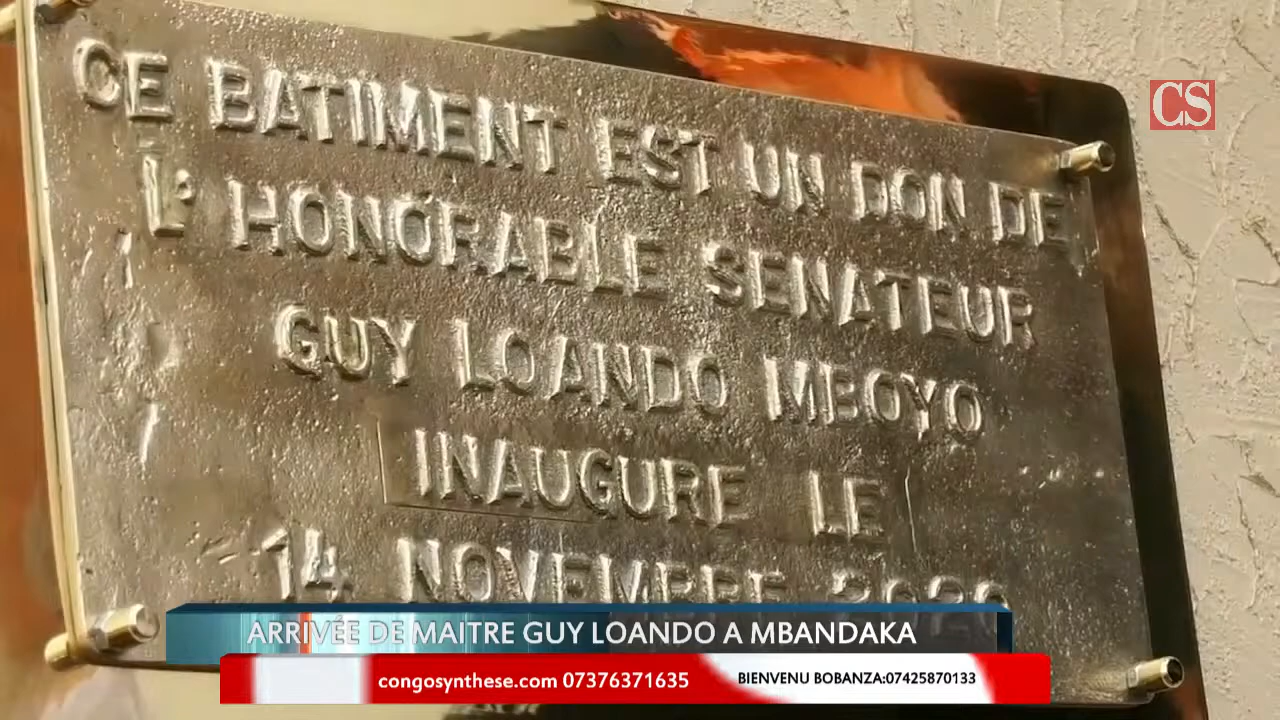 CE BATIMENT EST UN DON DE
L' HONORABLE SENATEUR
GUY LOANDO MBOYO
INAUGURE LE
14 NOVEMBRE 2020
CS
ARRIVÉE DE MAITRE GUY LOANDO A MBANDAKA
congosynthese.com 07376371635
BIENVENU BOBANZA:07425870133